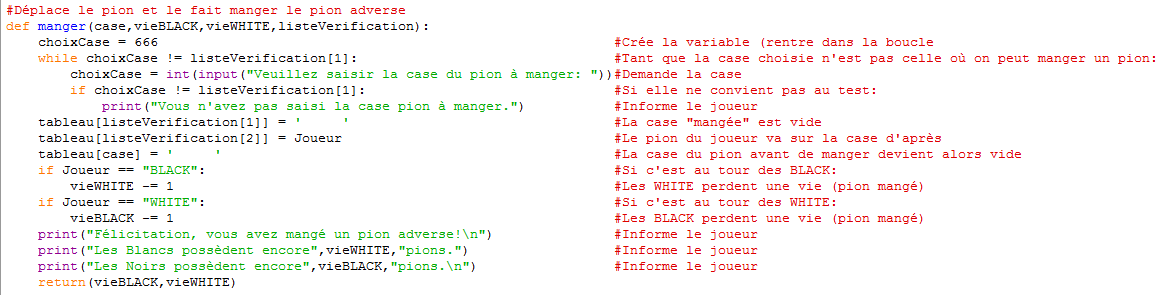 #Déplace le pion et le fait manger le pion adverse
def manger(case,vieBLACK,vieWHITE,listeVerification):
    choixCase = 666 #Crée la variable (rentre dans la boucle
    while choixCase != listeVerification[1]: #Tant que la case choisie n'est pas celle où on peut manger un pion:
        choixCase = int(input("Veuillez saisir la case du pion à manger: "))#Demande la case
        if choixCase != listeVerification[1]: #Si elle ne convient pas au test:
            print("Vous n'avez pas saisi la case pion à manger.") #Informe le joueur
    tableau[listeVerification[1]] = '     ' #La case "mangée" est vide
    tableau[listeVerification[2]] = Joueur #Le pion du joueur va sur la case d'après
    tableau[case] = '     ' #La case du pion avant de manger devient alors vide
    if Joueur == "BLACK": #Si c'est au tour des BLACK:
        vieWHITE -= 1 #Les WHITE perdent une vie (pion mangé)
    if Joueur == "WHITE": #Si c'est au tour des WHITE:
        vieBLACK -= 1 #Les BLACK perdent une vie (pion mangé)
    print("Félicitation, vous avez mangé un pion adverse!\n") #Informe le joueur
    print("Les Blancs possèdent encore",vieWHITE,"pions.") #Informe le joueur
    print("Les Noirs possèdent encore",vieBLACK,"pions.\n") #Informe le joueur
    return(vieBLACK,vieWHITE)